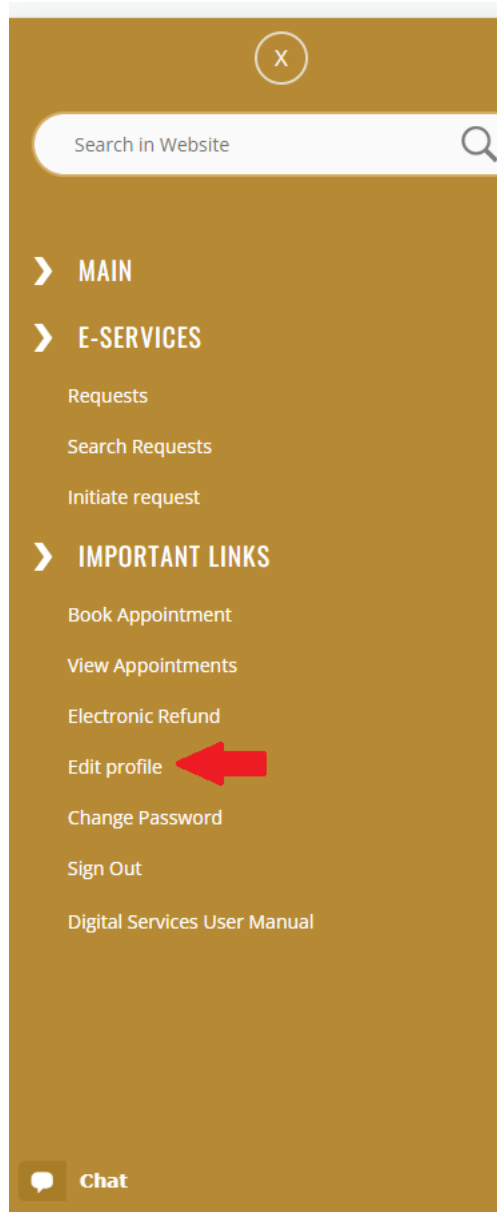 X
Search in Website
MAIN
E-SERVICES
Requests
Search Requests
Initiate request
IMPORTANT LINKS
Book Appointment
View Appointments
Electronic Refund
Edit profile
Change Password
Sign Out
Digital Services User Manual
Chat